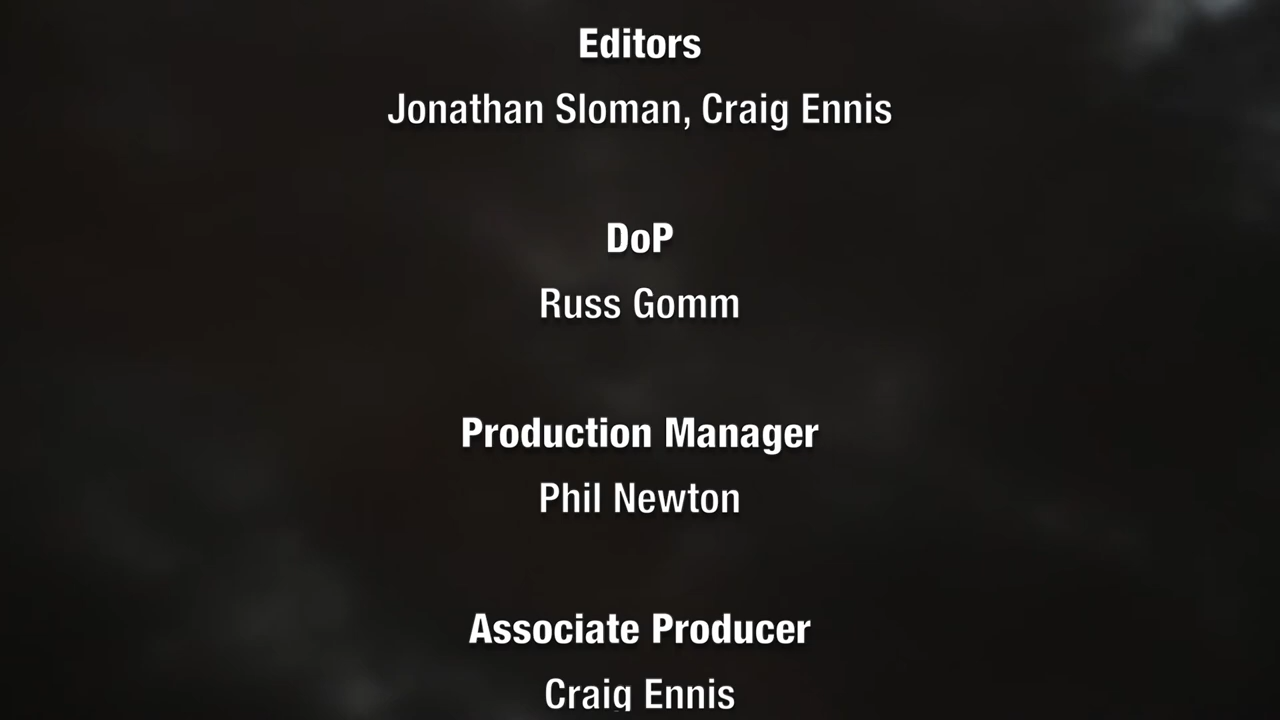 Editors
Jonathan Sloman, Craig Ennis
DoP
Russ Gomm
Production Manager
Phil Newton
Associate Producer
Craig Ennis